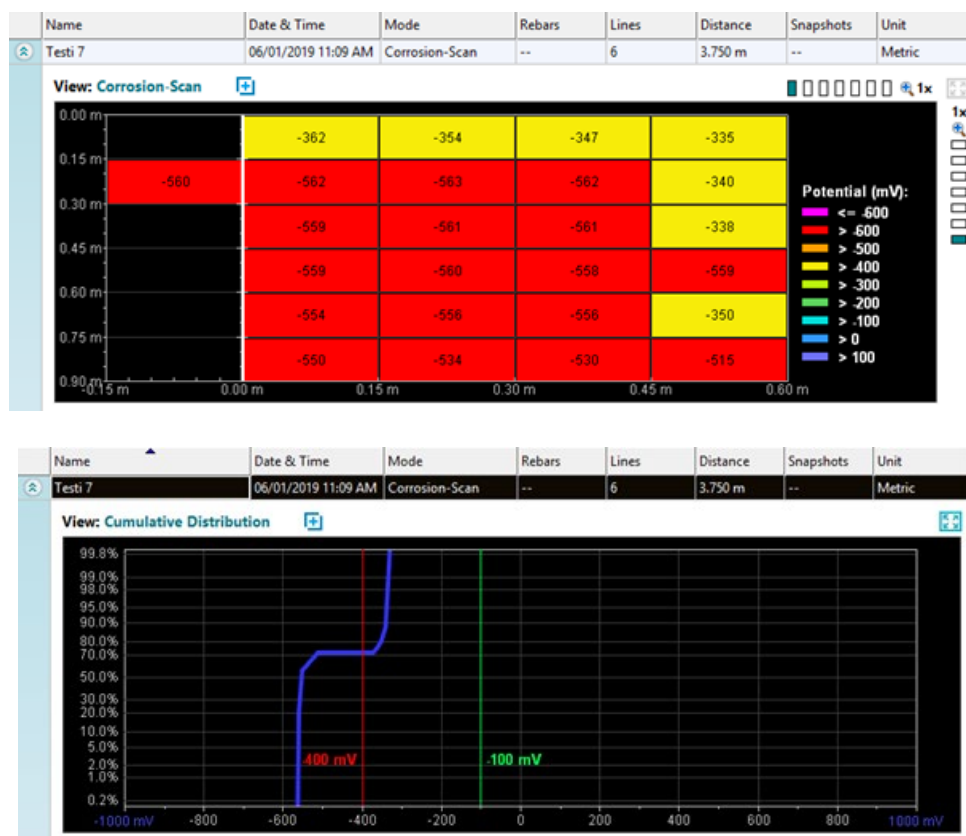 Name Date & Time Mode Rebars Lines Distance Snapshots Unit
Testi 7 06/01/2019 11:09 AM Corrosion-Scan -- 6 3.750 m -- Metric
View: Corrosion-Scan 1x
1x
0.00 m
-362 -354 -347 -335
0.15 m
-560 -562 -563 -562 -340
Potential (mV):
0.30 m
<= -600
-559 -561 -561 -338
> -600
0.45 m
> -500
-559 -560 -558 -559
> -400
0.60 m
> -300
-554 -556 -556 -350
> -200
> -100
0.75 m
> 0
-550 -534 -530 -515
> 100
0.90 m
-0.15 m 0.00 m 0.15 m 0.30 m 0.45 m 0.60 m
Name Date & Time Mode Rebars Lines Distance Snapshots Unit
Testi 7 06/01/2019 11:09 AM Corrosion-Scan -- 6 3.750 m -- Metric
View: Cumulative Distribution
99.8%
99.0%
98.0%
95.0%
90.0%
80.0%
70.0%
50.0%
30.0%
20.0%
10.0%
5.0%
-400 mV -100 mV
2.0%
1.0%
0.2%
-1000 mV -800 -600 -400 -200 0 200 400 600 800 1000 mV